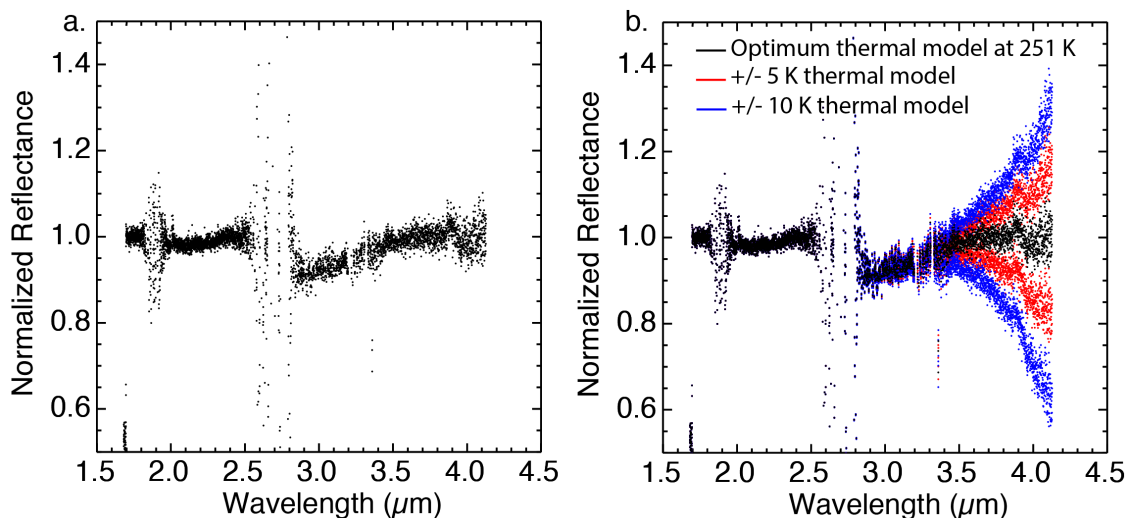 a.
1.4
1.2
1.0
0.8
0.6
Normalized Reflectance
1.5 2.0 2.5 3.0 3.5 4.0 4.5
Wavelength (μm)
b.
Optimum thermal model at 251 K
+/- 5 K thermal model
+/- 10 K thermal model
1.4
1.2
1.0
0.8
0.6
Normalized Reflectance
1.5 2.0 2.5 3.0 3.5 4.0 4.5
Wavelength (μm)